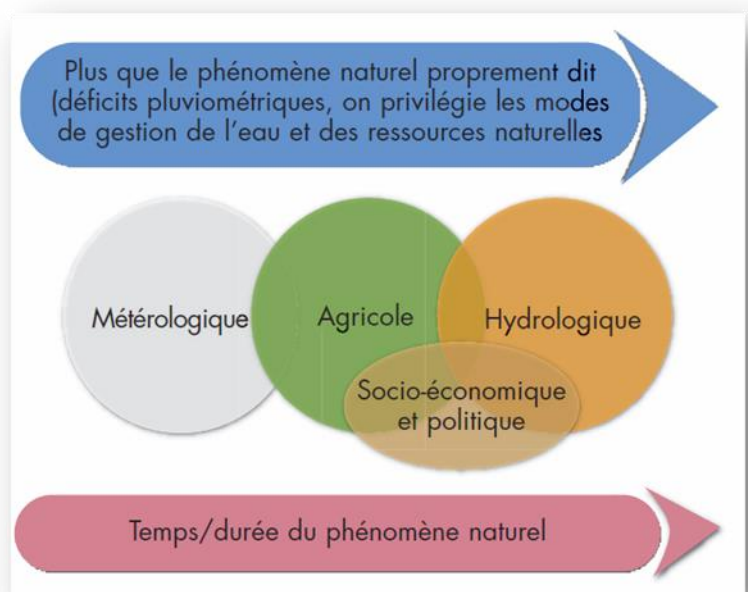 Plus que le phénomène naturel proprement dit
(déficits pluviométriques, on privilégie les modes
de gestion de l'eau et des ressources naturelles
Métérologique
Agricole
Hydrologique
Socio-économique
et politique
Temps/durée du phénomène naturel